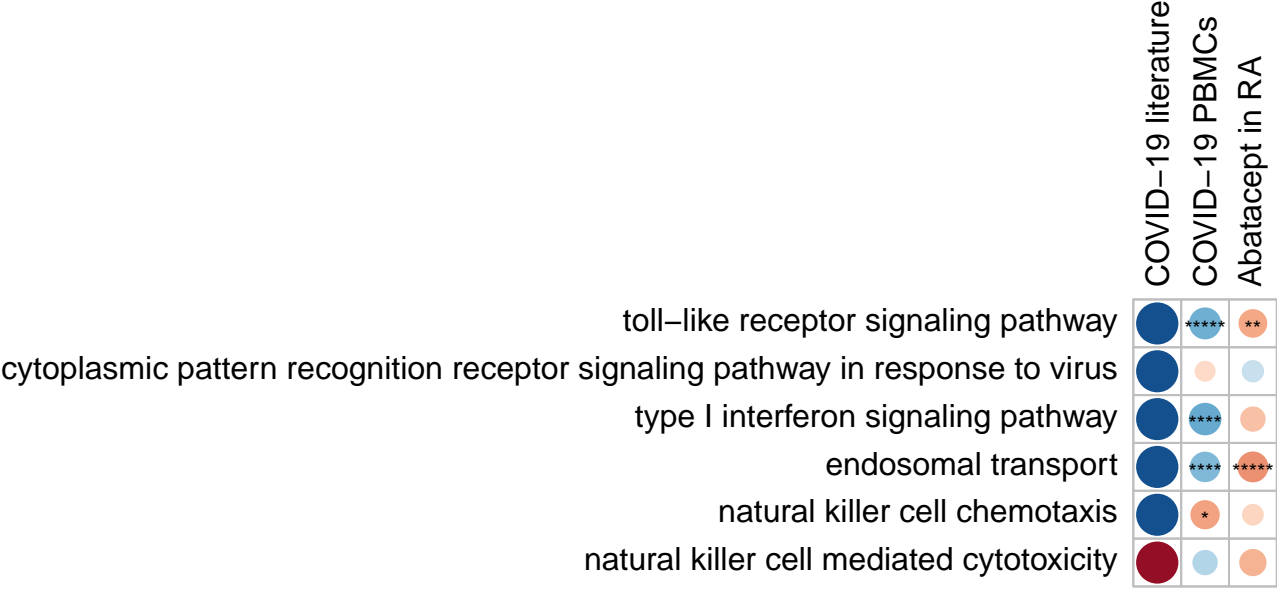 COVID−19 literature
COVID−19 PBMCs
Abatacept in RA
toll−like receptor signaling pathway
***** **
cytoplasmic pattern recognition receptor signaling pathway in response to virus
type I interferon signaling pathway
****
endosomal transport
**** *****
natural killer cell chemotaxis
*
natural killer cell mediated cytotoxicity